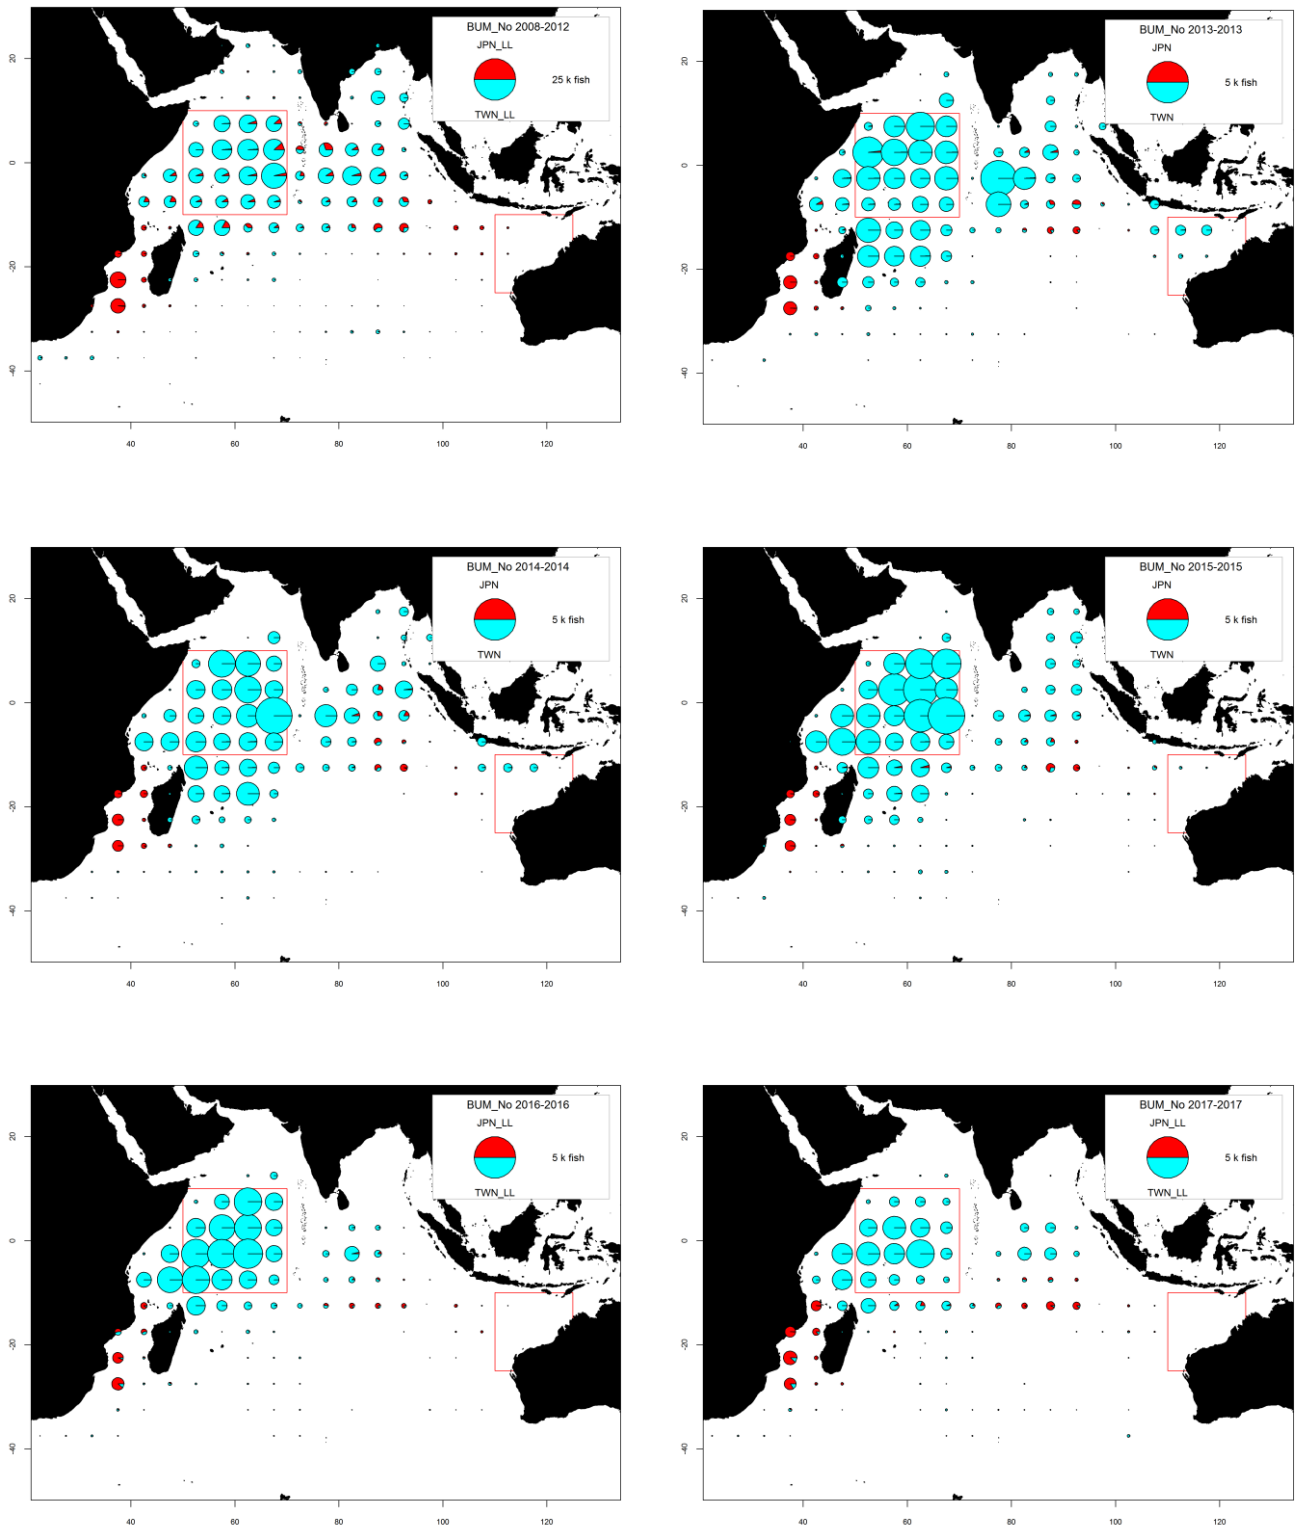 BUM_No 2008-2012
JPN_LL
25 k fish
TWN_LL
20
0
-20
-40
40
60
80
100
120
BUM_No 2013-2013
JPN
5 k fish
TWN
20
0
-20
-40
40
60
80
100
120
BUM_No 2014-2014
JPN
5 k fish
TWN
20
0
-20
-40
40
60
80
100
120
BUM_No 2015-2015
JPN
5 k fish
TWN
20
0
-20
-40
40
60
80
100
120
BUM_No 2016-2016
JPN_LL
5 k fish
TWN_LL
20
0
-20
-40
40
60
80
100
120
BUM_No 2017-2017
JPN_LL
5 k fish
TWN_LL
20
0
-20
-40
40
60
80
100
120